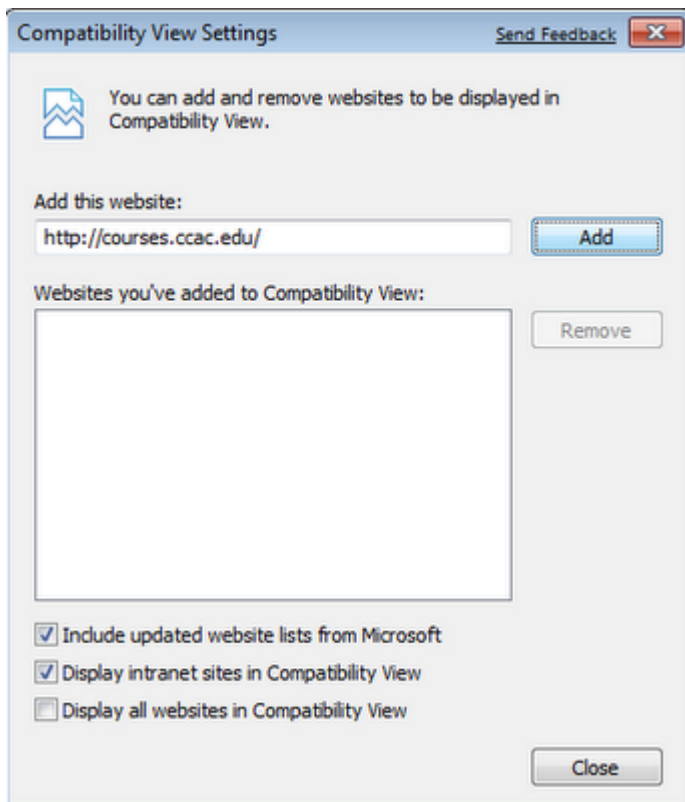 Compatibility View Settings
Send Feedback
You can add and remove websites to be displayed in
Compatibility View.
Add this website:
http://courses.ccac.edu/
Add
Websites you've added to Compatibility View:
Remove
Include updated website lists from Microsoft
Display intranet sites in Compatibility View
Display all websites in Compatibility View
Close